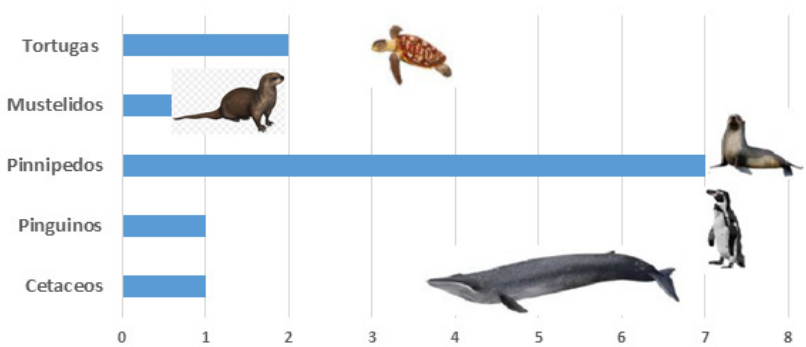 Tortugas
Mustelidos
Pinnipedos
Pinguinos
Cetaceos
0 1 2 3 4 5 6 7 8